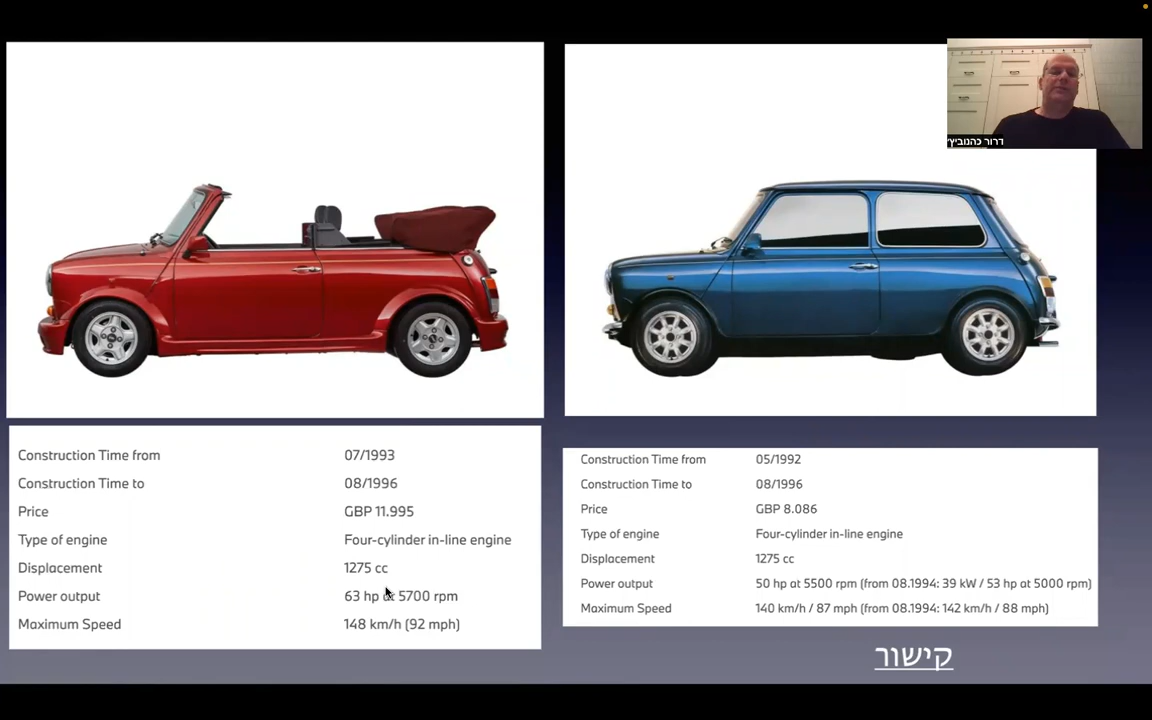 דרור כהנוביץ'
Construction Time from 07/1993
Construction Time to 08/1996
Price GBP 11.995
Type of engine Four-cylinder in-line engine
Displacement 1275 cc
Power output 63 hp at 5700 rpm
Maximum Speed 148 km/h (92 mph)
Construction Time from 05/1992
Construction Time to 08/1996
Price GBP 8.086
Type of engine Four-cylinder in-line engine
Displacement 1275 cc
Power output 50 hp at 5500 rpm (from 08.1994: 39 kW / 53 hp at 5000 rpm)
Maximum Speed 140 km/h / 87 mph (from 08.1994: 142 km/h / 88 mph)
קישור